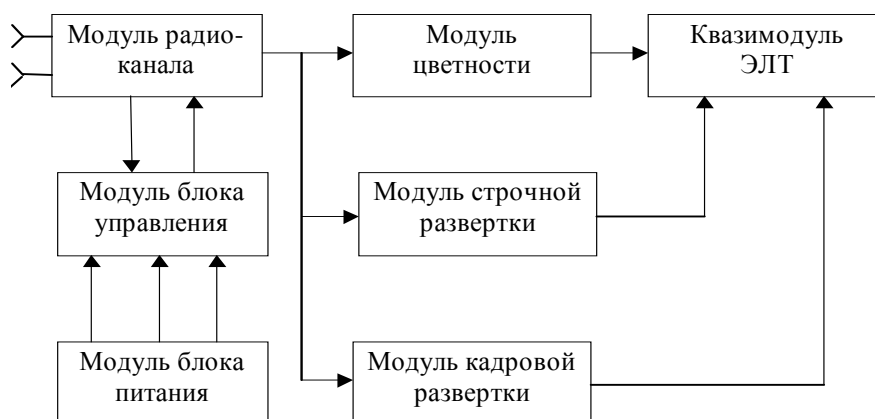 Модуль радио-
канала
Модуль
цветности
Квазимодуль
ЭЛТ
Модуль блока
управления
Модуль строчной
развертки
Модуль блока
питания
Модуль кадровой
развертки